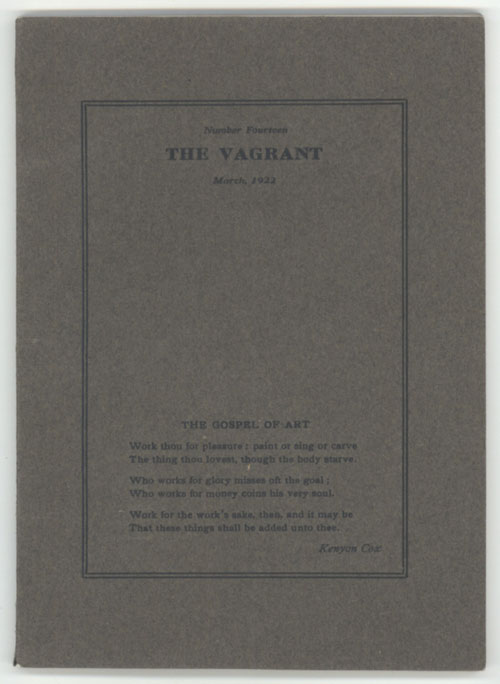 Number Fourteen
THE VAGRANT
March, 1922
THE GOSPEL OF ART
Work thou for pleasure: paint or sing or carve
The thing thou lovest, though the body starve.
Who works for glory misses oft the goal;
Who works for money coins his very soul.
Work for the work's sake, then, and it may be
That these things shall be added unto thee.
Kenyon Cox